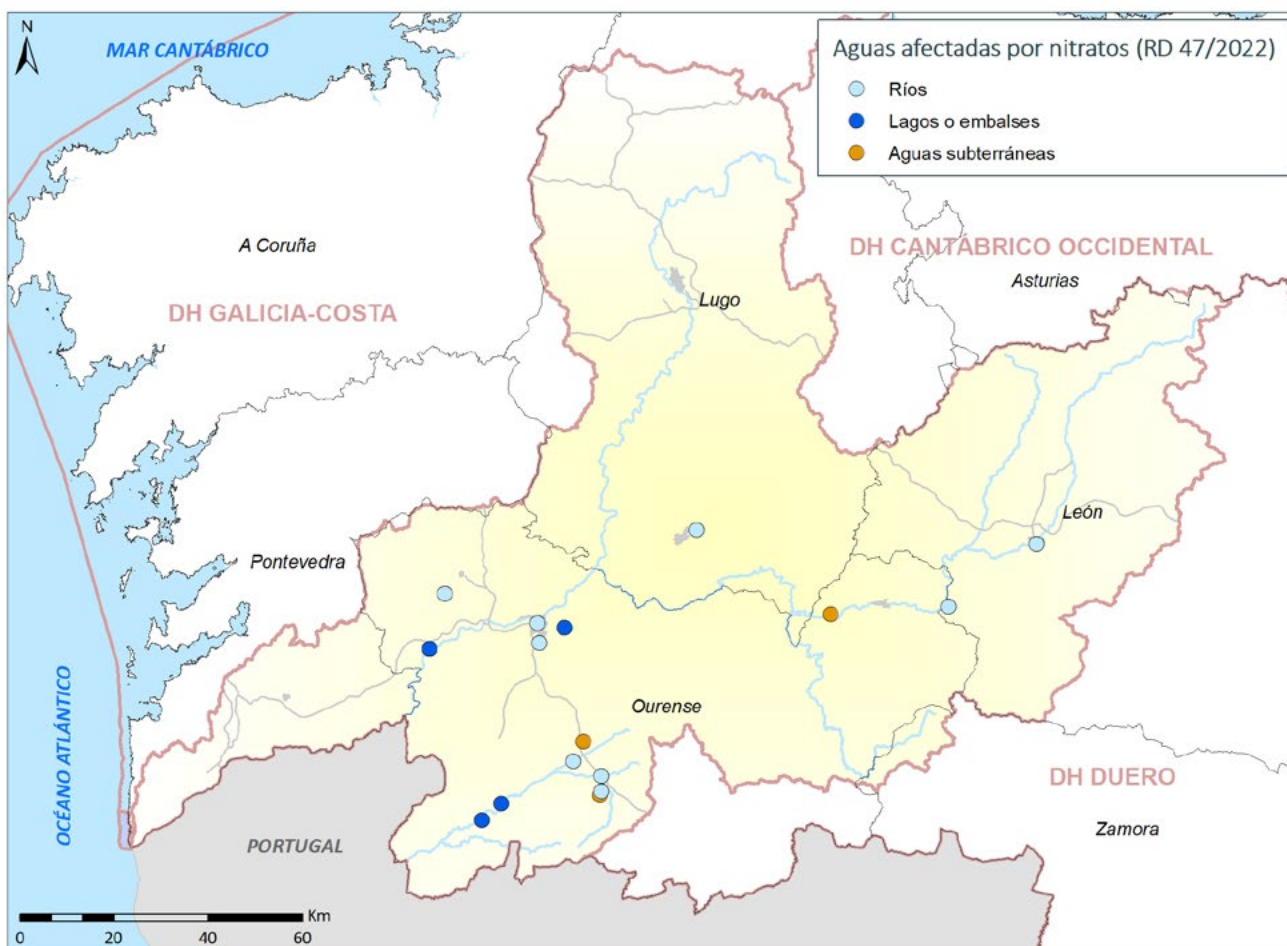 N
MAR CANTÁBRICO
Aguas afectadas por nitratos (RD 47/2022)
Ríos
Lagos o embalses
Aguas subterráneas
A Coruña
DH CANTÁBRICO OCCIDENTAL
Asturias
DH GALICIA-COSTA
Lugo
León
Pontevedra
Ourense
OCÉANO ATLÁNTICO
DH DUERO
Zamora
PORTUGAL
Km
0 20 40 60